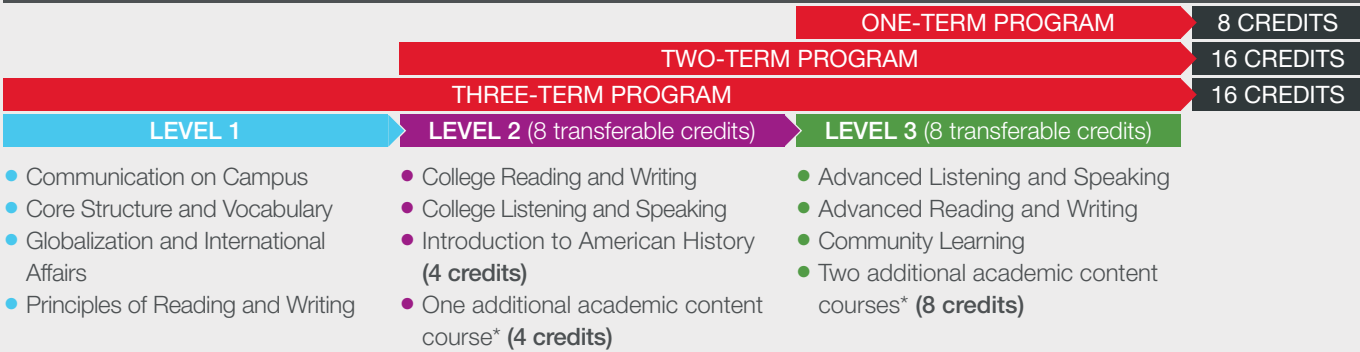 ONE-TERM PROGRAM 8 CREDITS
TWO-TERM PROGRAM 16 CREDITS
THREE-TERM PROGRAM 16 CREDITS
LEVEL 1
LEVEL 2 (8 transferable credits)
LEVEL 3 (8 transferable credits)
• Communication on Campus
• Core Structure and Vocabulary
• Globalization and International
Affairs
• Principles of Reading and Writing
• College Reading and Writing
• College Listening and Speaking
• Introduction to American History
(4 credits)
• One additional academic content
course* (4 credits)
• Advanced Listening and Speaking
• Advanced Reading and Writing
• Community Learning
• Two additional academic content
courses* (8 credits)